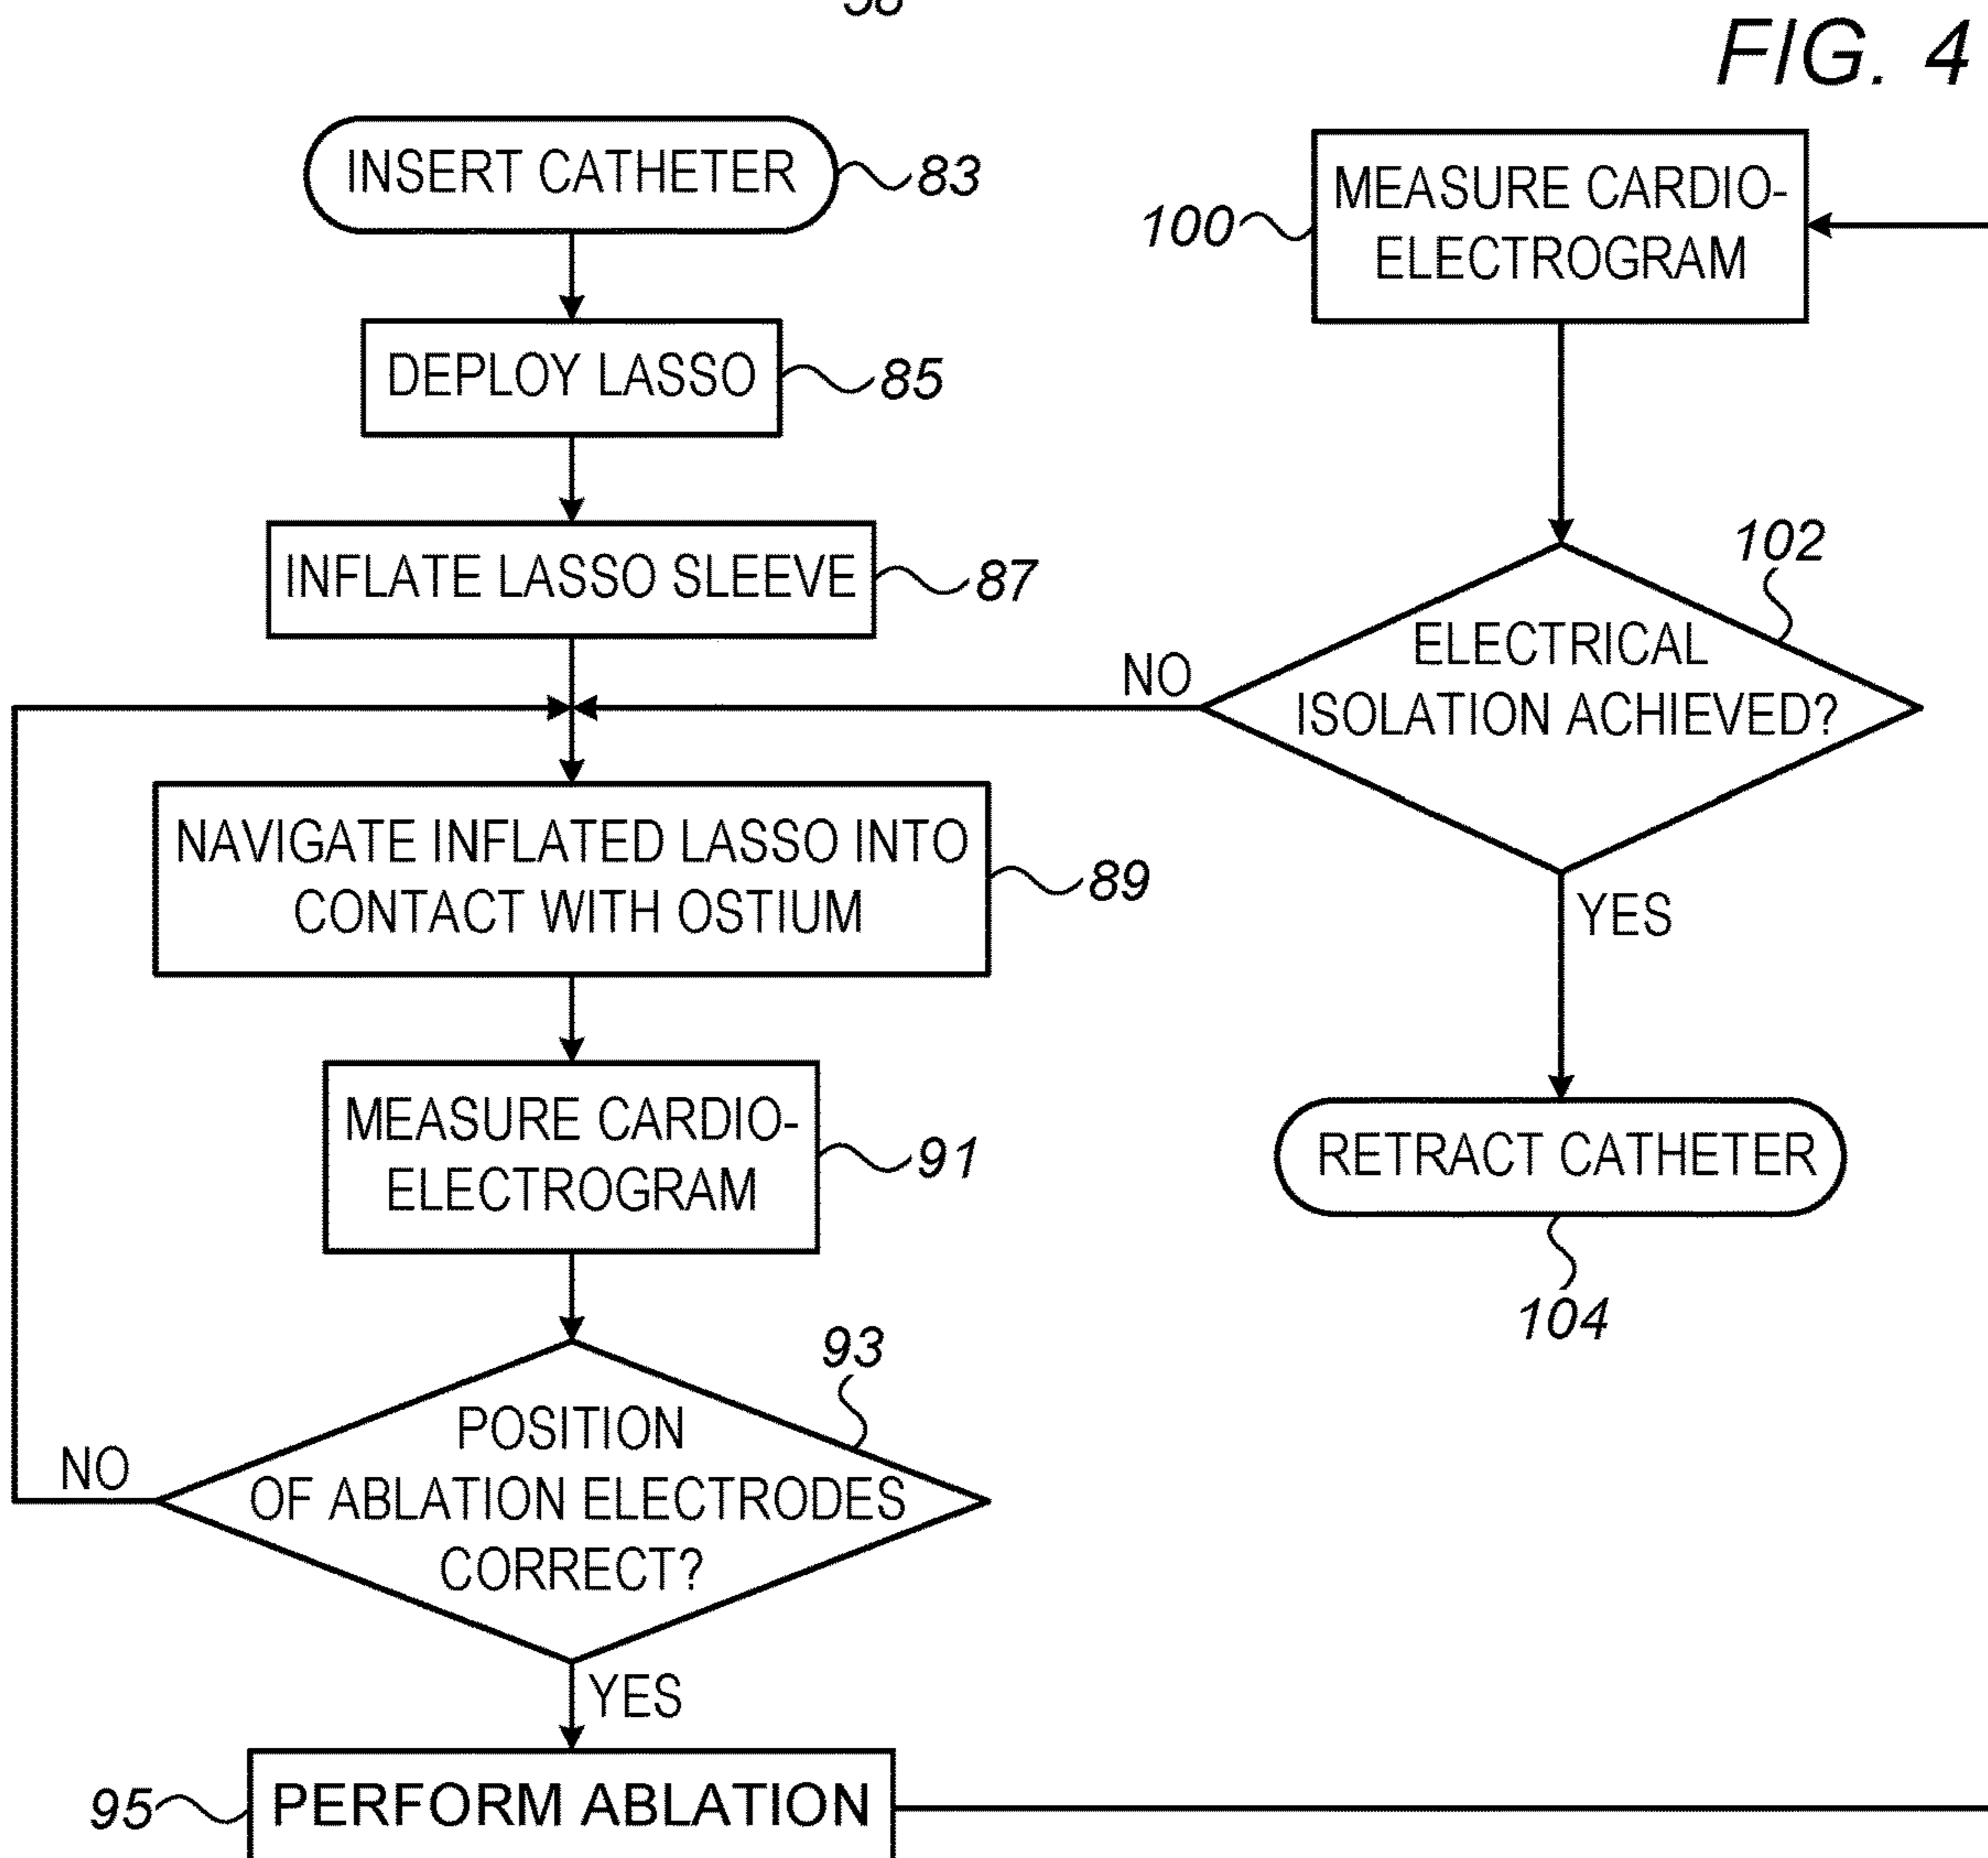 FIG. 4
INSERT CATHETER
83
DEPLOY LASSO
85
INFLATE LASSO SLEEVE
87
NAVIGATE INFLATED LASSO INTO
CONTACT WITH OSTIUM
89
MEASURE CARDIO-
ELECTROGRAM
91
93
POSITION
OF ABLATION ELECTRODES
CORRECT?
NO
YES
95
PERFORM ABLATION
100
MEASURE CARDIO-
ELECTROGRAM
102
ELECTRICAL
ISOLATION ACHIEVED?
NO
YES
RETRACT CATHETER
104